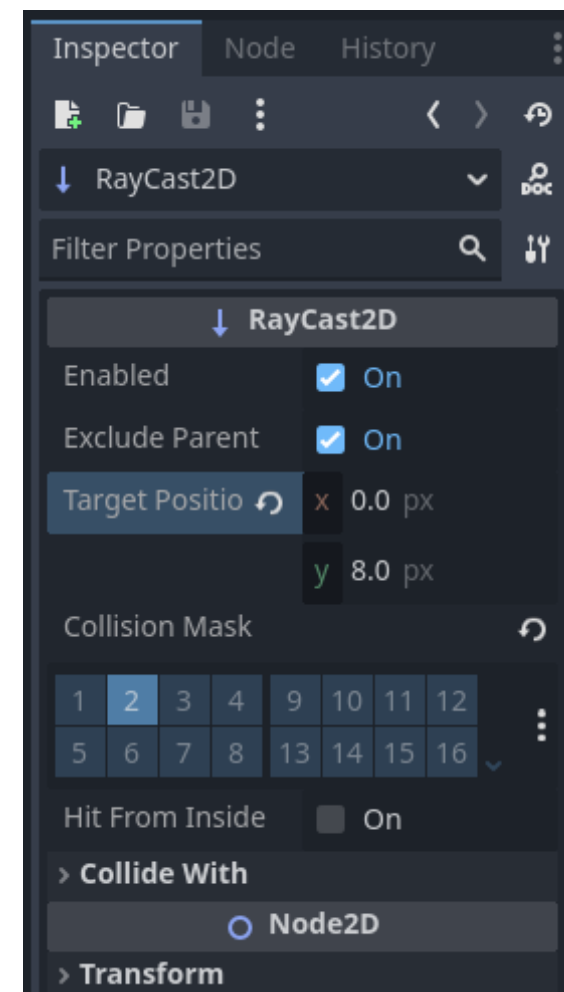 Inspector Node History
RayCast2D
DOC
Filter Properties
RayCast2D
Enabled On
Exclude Parent On
Target Positio x 0.0 px
y 8.0 px
Collision Mask
1 2 3 4 9 10 11 12
5 6 7 8 13 14 15 16
Hit From Inside On
Collide With
Node2D
Transform